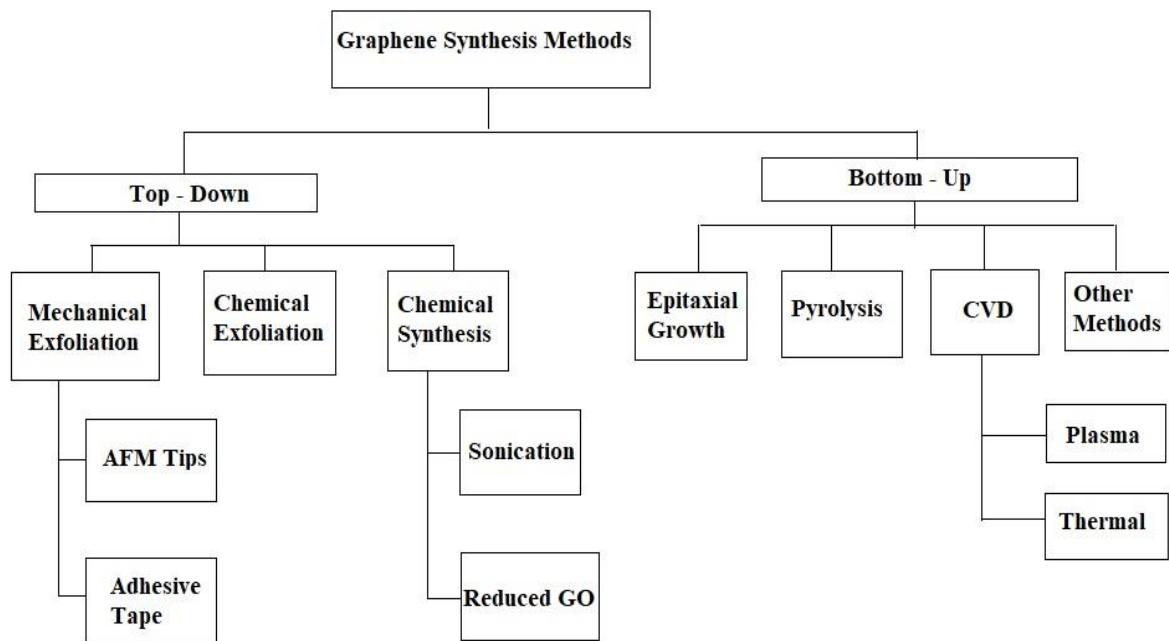 Graphene Synthesis Methods
Top - Down
Bottom - Up
Mechanical
Exfoliation
Chemical
Exfoliation
Chemical
Synthesis
Epitaxial
Growth
Pyrolysis
CVD
Other
Methods
AFM Tips
Adhesive
Tape
Sonication
Reduced GO
Plasma
Thermal